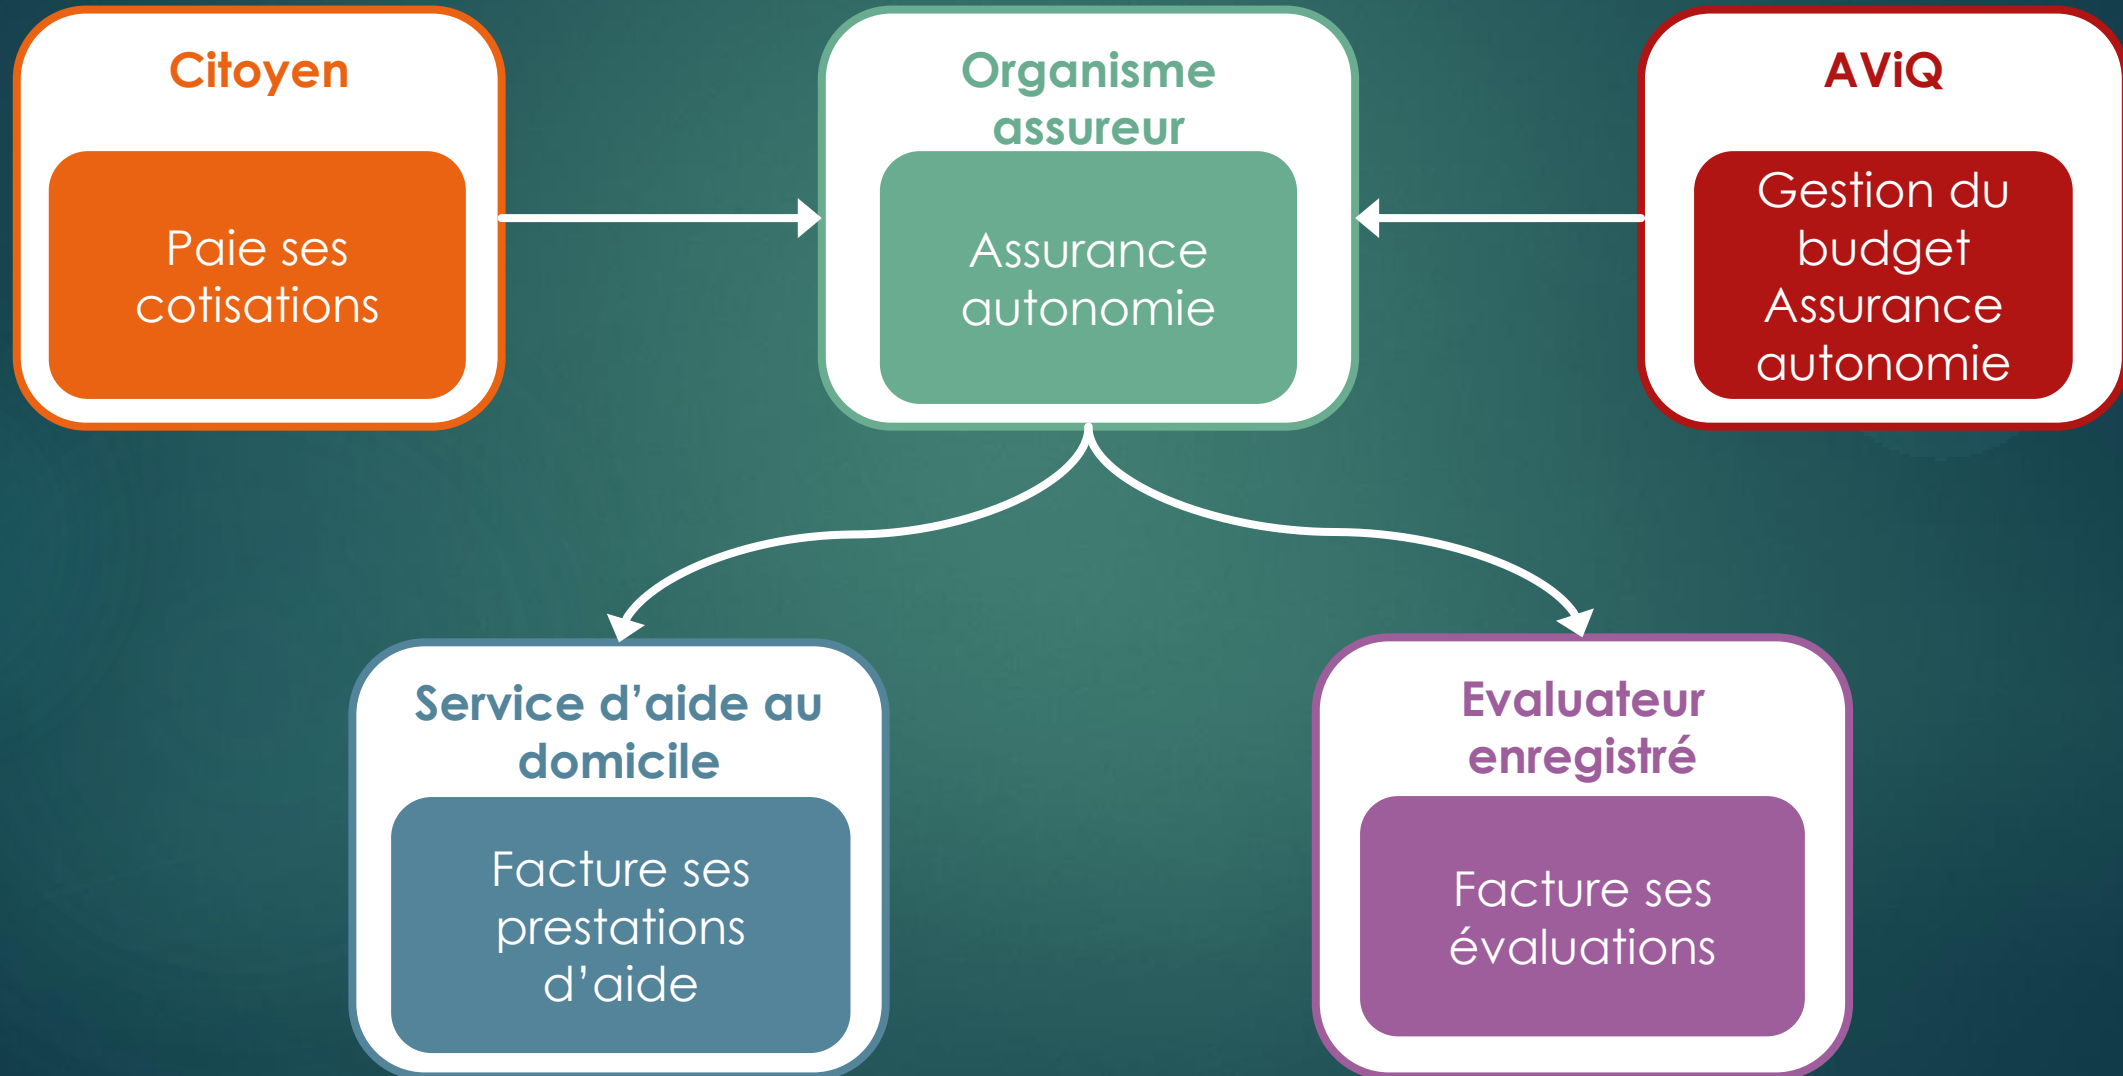 Citoyen
Paie ses
cotisations
Organisme
assureur
Assurance
autonomie
AViQ
Gestion du
budget
Assurance
autonomie
Service d’aide au
domicile
Facture ses
prestations
d’aide
Evaluateur
enregistré
Facture ses
évaluations